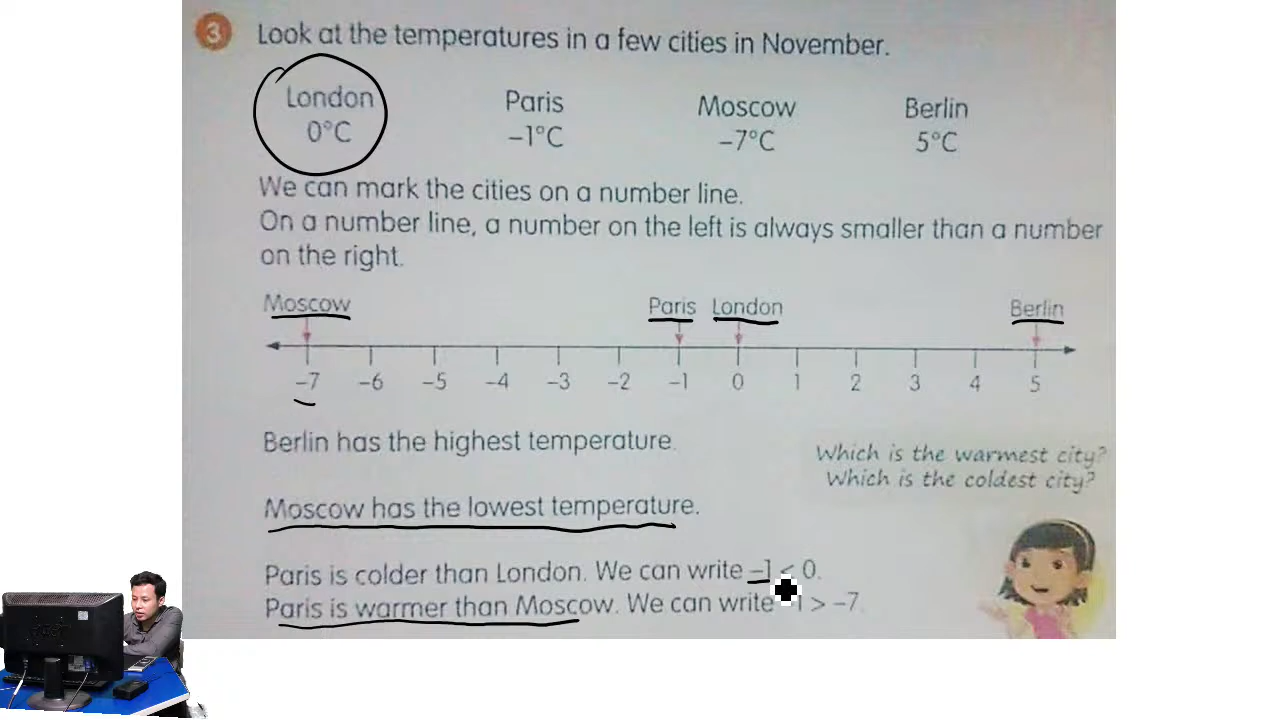 3 Look at the temperatures in a few cities in November.
London Paris Moscow Berlin
0°C –1°C –7°C 5°C
We can mark the cities on a number line.
On a number line, a number on the left is always smaller than a number
on the right.
Moscow Paris London Berlin
–7 –6 –5 –4 –3 –2 –1 0 1 2 3 4 5
Berlin has the highest temperature.
Which is the warmest city?
Which is the coldest city?
Moscow has the lowest temperature.
Paris is colder than London. We can write –1 < 0.
Paris is warmer than Moscow. We can write 1 > –7.